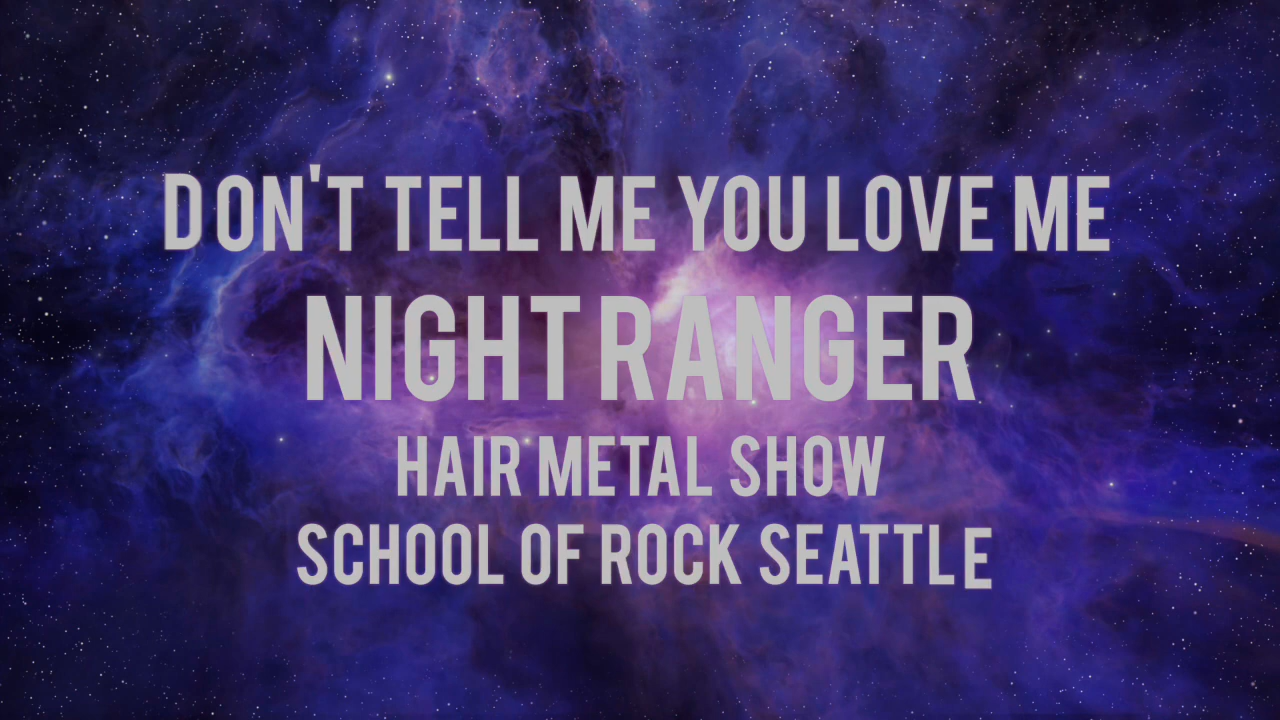 DON'T TELL ME YOU LOVE ME
NIGHT RANGER
HAIR METAL SHOW
SCHOOL OF ROCK SEATTLE